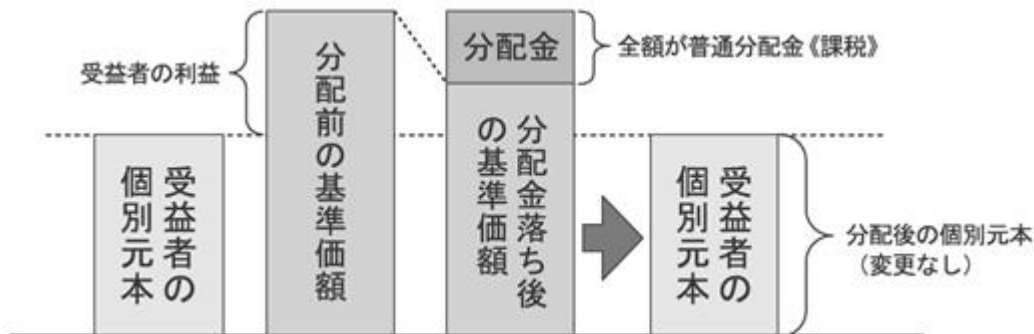 受益者の利益
受益者の
個別元本
分配前の基準価額
分配金
全額が普通分配金《課税》
分配金落ち後
の基準価額
受益者の
個別元本
分配後の個別元本
（変更なし）